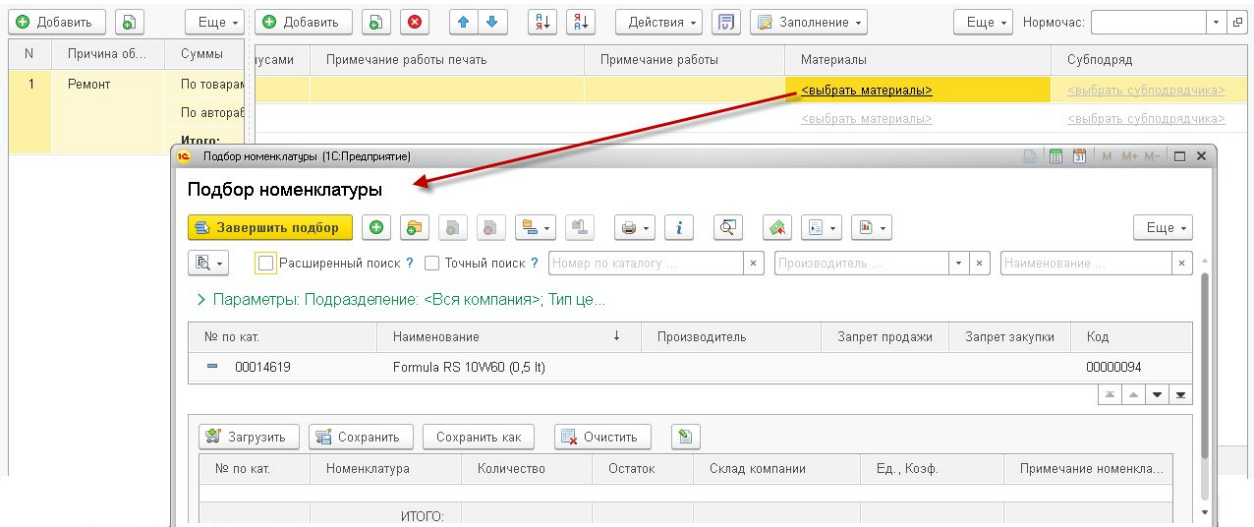 Добавить Еще Добавить Действия Заполнение Еще Нормочас:
N Причина об... Суммы нусами Примечание работы печать Примечание работы Материалы Субподряд
1 Ремонт По товарам <выбрать материалы> <выбрать субподрядчика>
По автораб <выбрать материалы> <выбрать субподрядчика>
Итого:
1С Подбор номенклатуры (1С:Предприятие) 31 M M+ M-
Подбор номенклатуры
Завершить подбор Еще
Расширенный поиск ? Точный поиск ? Номер по каталогу ... Производитель ... Наименование ...
Параметры: Подразделение: <Вся компания>; Тип це...
№ по кат. Наименование ↓ Производитель Запрет продажи Запрет закупки Код
00014619 Formula RS 10W60 (0,5 lt) 00000094
Загрузить Сохранить Сохранить как Очистить
№ по кат. Номенклатура Количество Остаток Склад компании Ед., Коэф. Примечание номенкла...
ИТОГО: